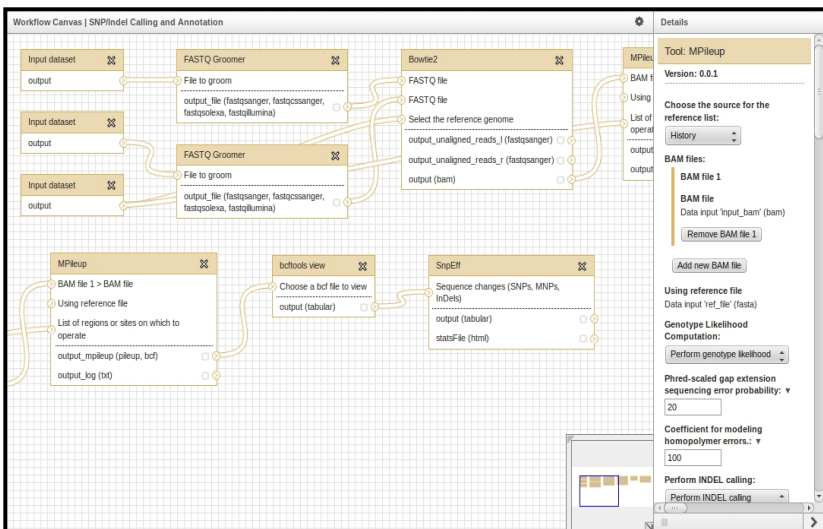 Workflow Canvas | SNP/Indel Calling and Annotation
Details
Input dataset
output
Input dataset
output
Input dataset
output
FASTQ Groomer
File to groom
output_file (fastqsanger, fastqcssanger,
fastqsolexa, fastqillumina)
FASTQ Groomer
File to groom
output_file (fastqsanger, fastqcssanger,
fastqsolexa, fastqillumina)
Bowtie2
FASTQ file
FASTQ file
Select the reference genome
output_unaligned_reads_l (fastqsanger)
output_unaligned_reads_r (fastqsanger)
output (bam)
BAM
Using
List of
output
output
MPileup
BAM file 1 > BAM file
Using reference file
List of regions or sites on which to
operate
output_mpileup (pileup, bcf)
output_log (txt)
bcftools view
Choose a bcf file to view
output (tabular)
SnpEff
Sequence changes (SNPs, MNPs,
InDels)
output (tabular)
statsFile (html)
Tool: MPileup
Version: 0.0.1
Choose the source for the
reference list:
History
BAM files:
BAM file 1
BAM file
Data input 'input_bam' (bam)
Remove BAM file 1
Add new BAM file
Using reference file
Data input 'ref_file' (fasta)
Genotype Likelihood
Computation:
Perform genotype likelihood
Phred-scaled gap extension
sequencing error probability: ▼
20
Coefficient for modeling
homopolymer errors.: ▼
100
Perform INDEL calling:
Perform INDEL calling